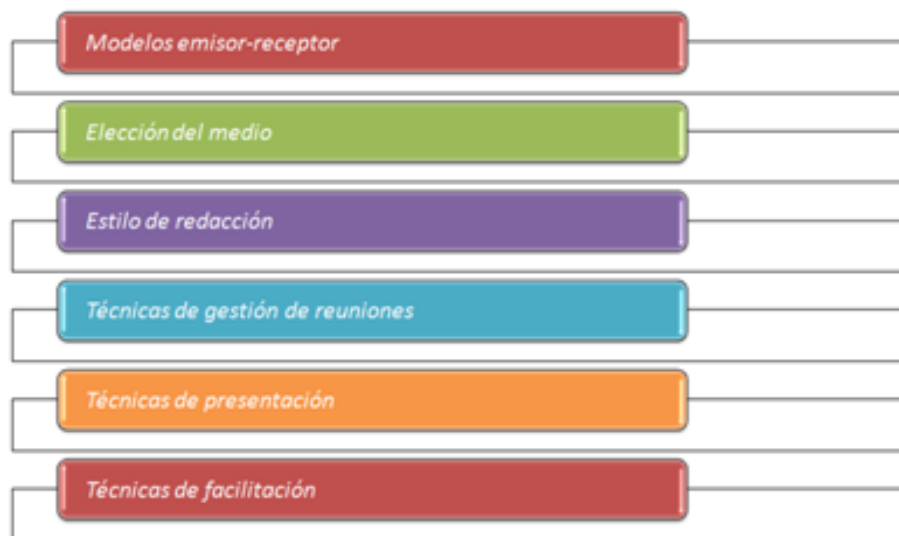 Modelos emisor-receptor
Elección del medio
Estilo de redacción
Técnicas de gestión de reuniones
Técnicas de presentación
Técnicas de facilitación